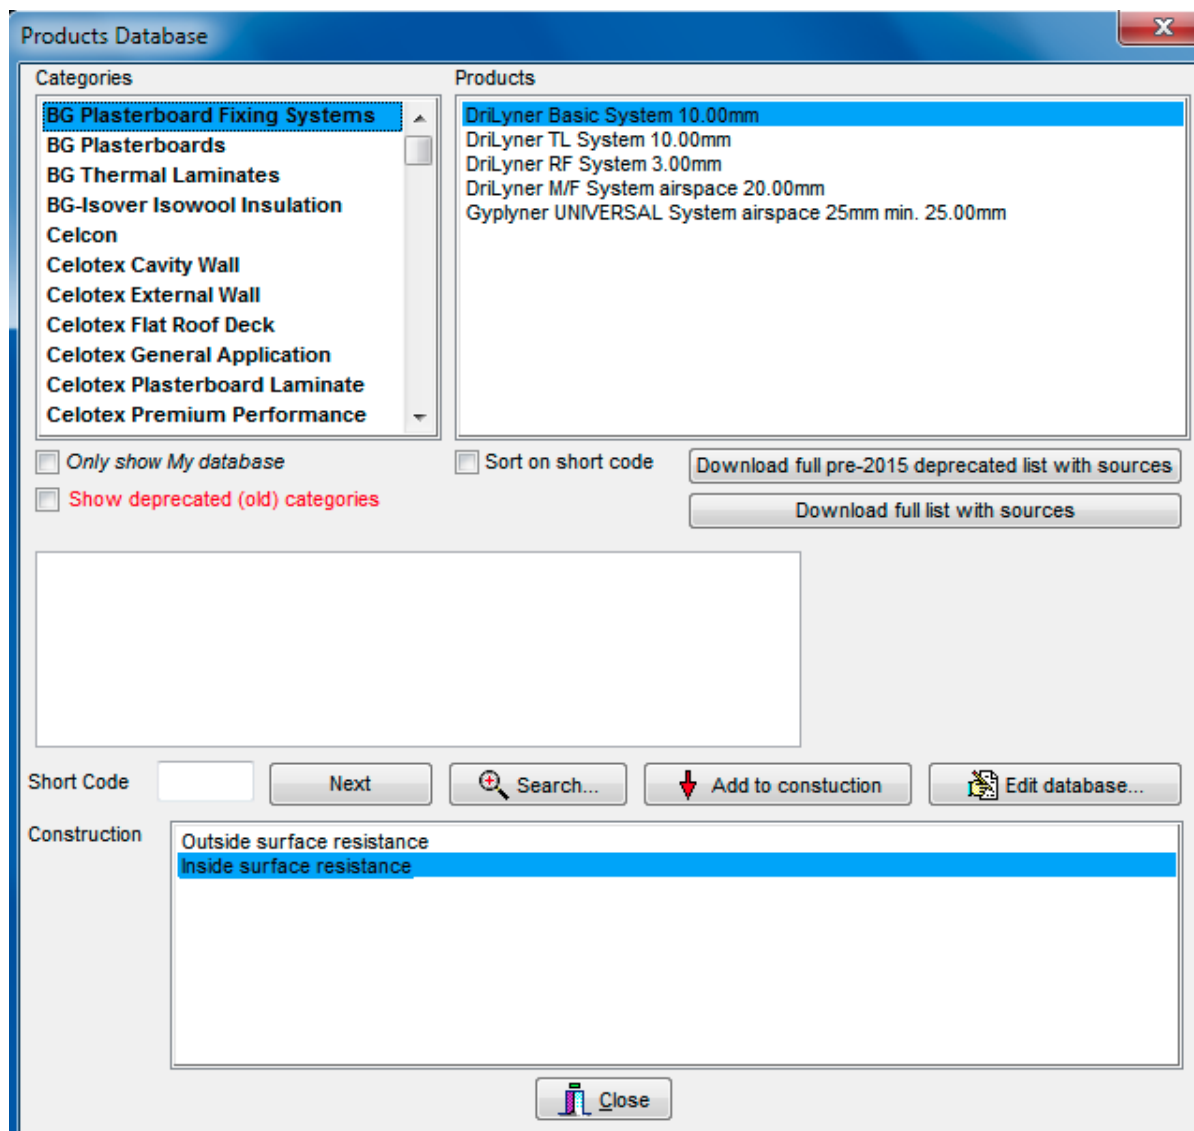 Products Database
X
Categories
BG Plasterboard Fixing Systems
BG Plasterboards
BG Thermal Laminates
BG-Isover Isowool Insulation
Celcon
Celotex Cavity Wall
Celotex External Wall
Celotex Flat Roof Deck
Celotex General Application
Celotex Plasterboard Laminate
Celotex Premium Performance
Products
DriLyner Basic System 10.00mm
DriLyner TL System 10.00mm
DriLyner RF System 3.00mm
DriLyner M/F System airspace 20.00mm
Gyplyner UNIVERSAL System airspace 25mm min. 25.00mm
Only show My database
Show deprecated (old) categories
Sort on short code
Download full pre-2015 deprecated list with sources
Download full list with sources
Short Code
Next
Search...
Add to constuction
Edit database...
Construction
Outside surface resistance
Inside surface resistance
Close